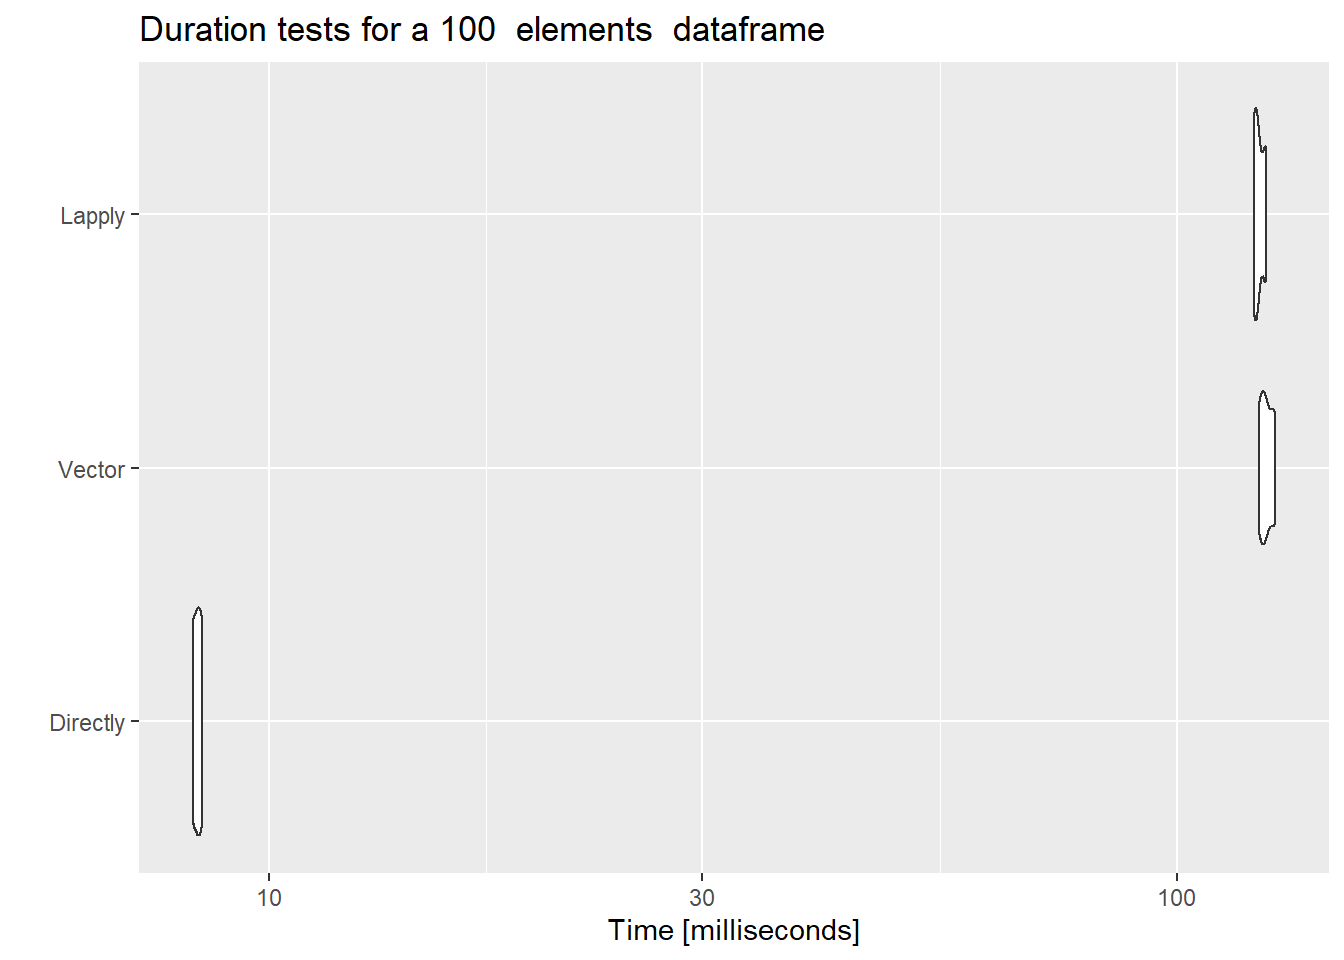 Duration tests for a 100  elements  dataframe
Lapply
Vector
Directly
10 30 100
Time [milliseconds]